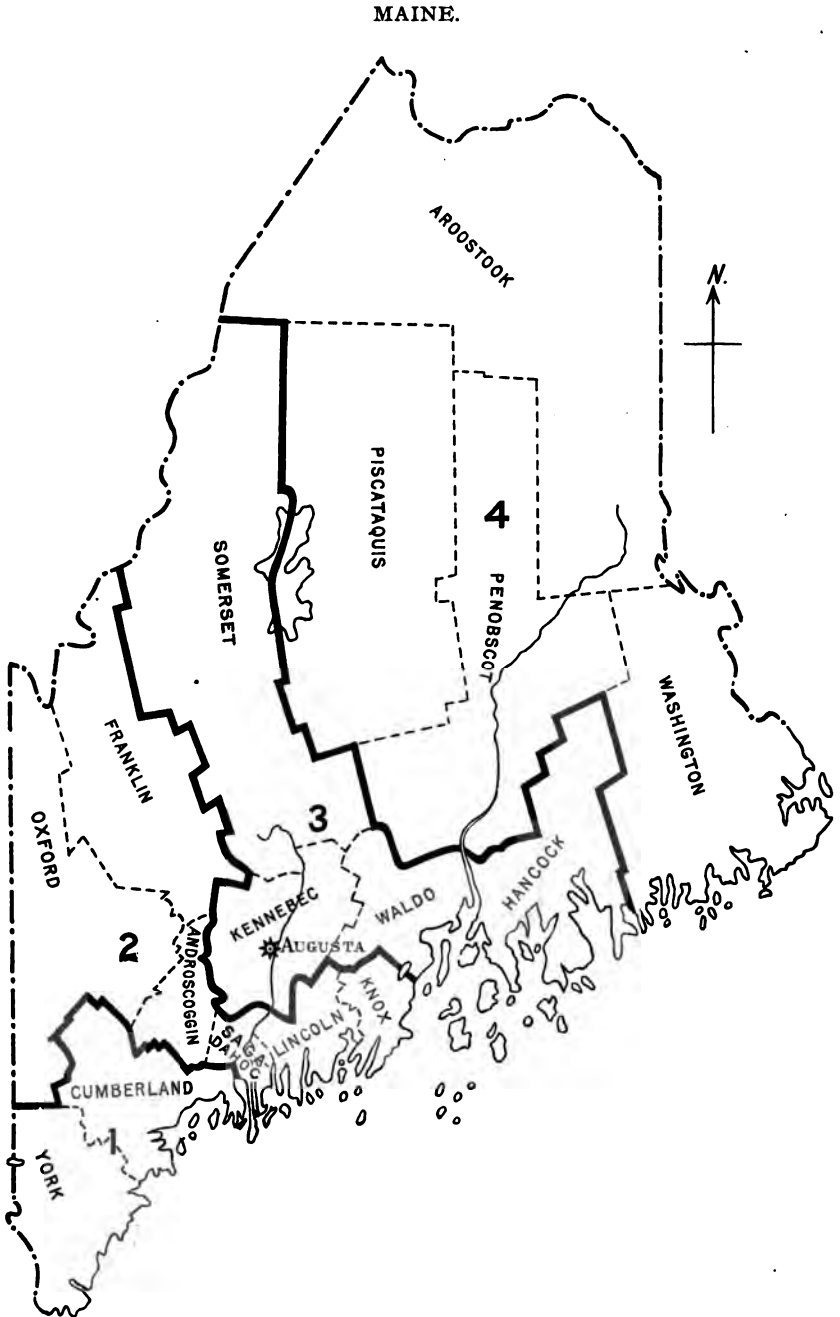 MAINE.
AROOSTOOK
N.
PISCATAQUIS
4
SOMERSET
PENOBSCOT
WASHINGTON
FRANKLIN
OXFORD
3
HANCOCK
WALDO
KENNEBEC
2
ANDROSCOGGIN
AUGUSTA
KNOX
LINCOLN
SAGADAHOC
CUMBERLAND
1
YORK